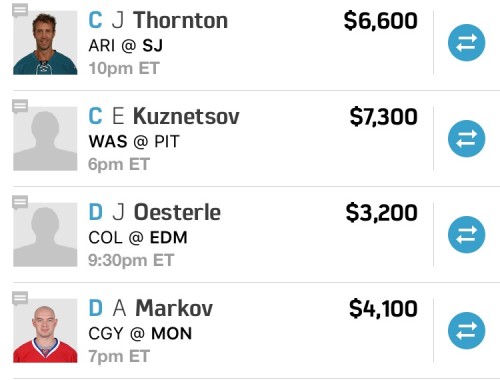 C J Thornton $6,600
ARI @ SJ
10pm ET
C E Kuznetsov $7,300
WAS @ PIT
6pm ET
D J Oesterle $3,200
COL @ EDM
9:30pm ET
D A Markov $4,100
CGY @ MON
7pm ET